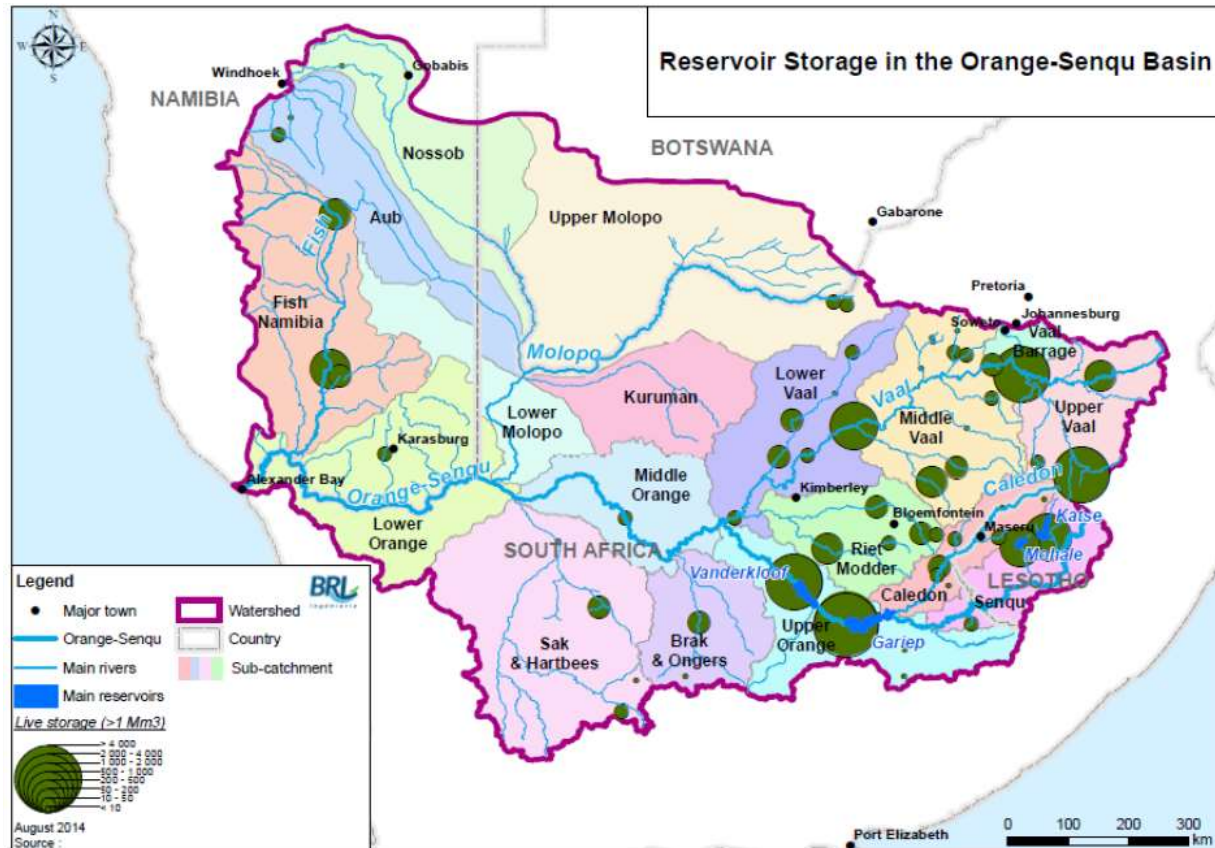 Reservoir Storage in the Orange-Senqu Basin
N
W
E
S
Windhoek
Gobabis
NAMIBIA
BOTSWANA
Nossob
Aub
Upper Molopo
Gabarone
Fish
Fish
Namibia
Pretoria
Johannesburg
Soweto
Vaal
Barrage
Molopo
Lower
Vaal
Vaal
Kuruman
Upper
Vaal
Middle
Vaal
Lower
Molopo
Karasburg
Orange-Senqu
Alexander Bay
Middle
Orange
Caledon
Kimberley
Bloemfontein
Maseru
Katse
Mohale
Lower
Orange
SOUTH AFRICA
Riet
Modder
Vanderkloof
LESOTHO
Caledon
Senqu
Upper
Orange
Gariep
Sak
& Hartbees
Brak
& Ongers
Port Elizabeth
Legend
BRL
Ingénierie
Major town
Watershed
Orange-Senqu
Country
Main rivers
Sub-catchment
Main reservoirs
Live storage (>1 Mm3)
> 4 000
2 000 - 4 000
1 000 - 2 000
500 - 1 000
200 - 500
50 - 200
10 - 50
< 10
August 2014
Source :
0 100 200 300
km